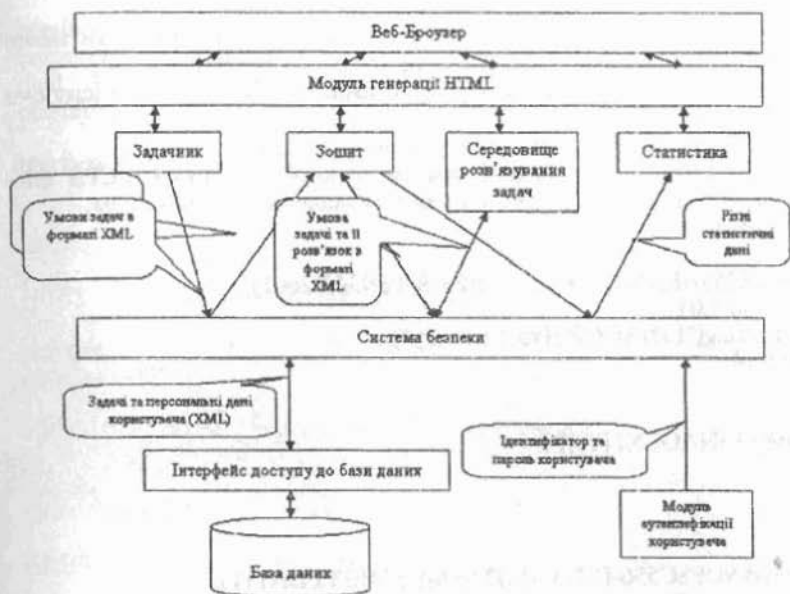 Веб-Броузер
Модуль генерації HTML
Задачник
Зошит
Середовище
розв'язування
задач
Статистика
Умови задач в
форматі XML
Умова
задачі та її
розв'язок в
форматі
XML
Різні
статистичні
дані
Система безпеки
Задачі та персональні дані
користувача (XML)
Ідентифікатор та
пароль користувача
Інтерфейс доступу до бази даних
Модуль
аутентифікації
користувача
База даних